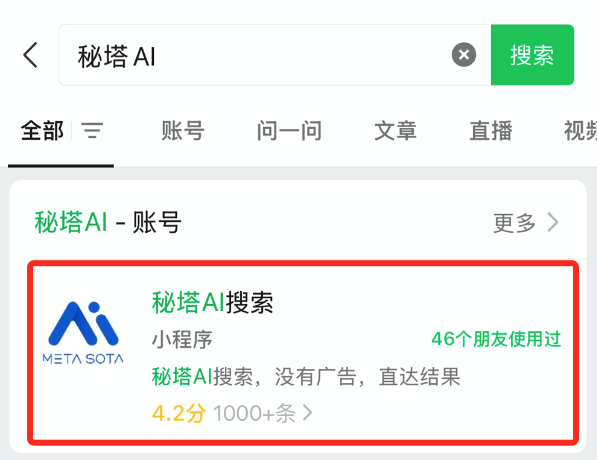 秘塔 AI 搜索
全部 账号 问一问 文章 直播 视频
秘塔AI - 账号 更多
秘塔AI搜索
小程序 46个朋友使用过
秘塔AI搜索，没有广告，直达结果
4.2分 1000+条
META SOTA